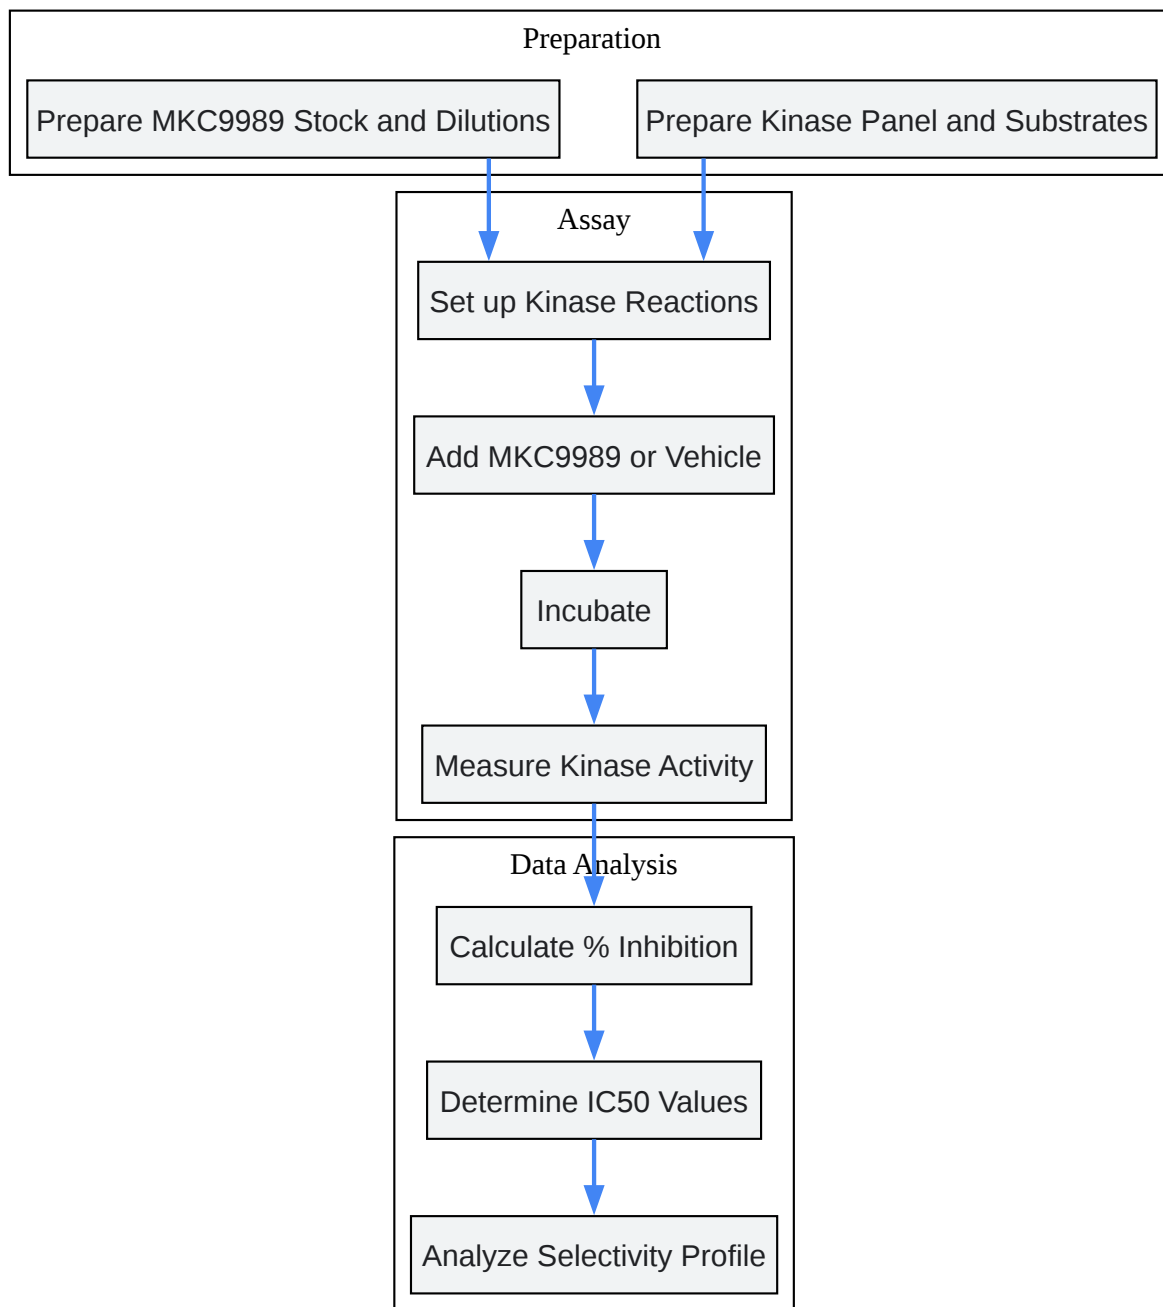 Preparation
Prepare MKC9989 Stock and Dilutions
Prepare Kinase Panel and Substrates
Assay
Set up Kinase Reactions
Add MKC9989 or Vehicle
Incubate
Measure Kinase Activity
Data Analysis
Calculate % Inhibition
Determine IC50 Values
Analyze Selectivity Profile